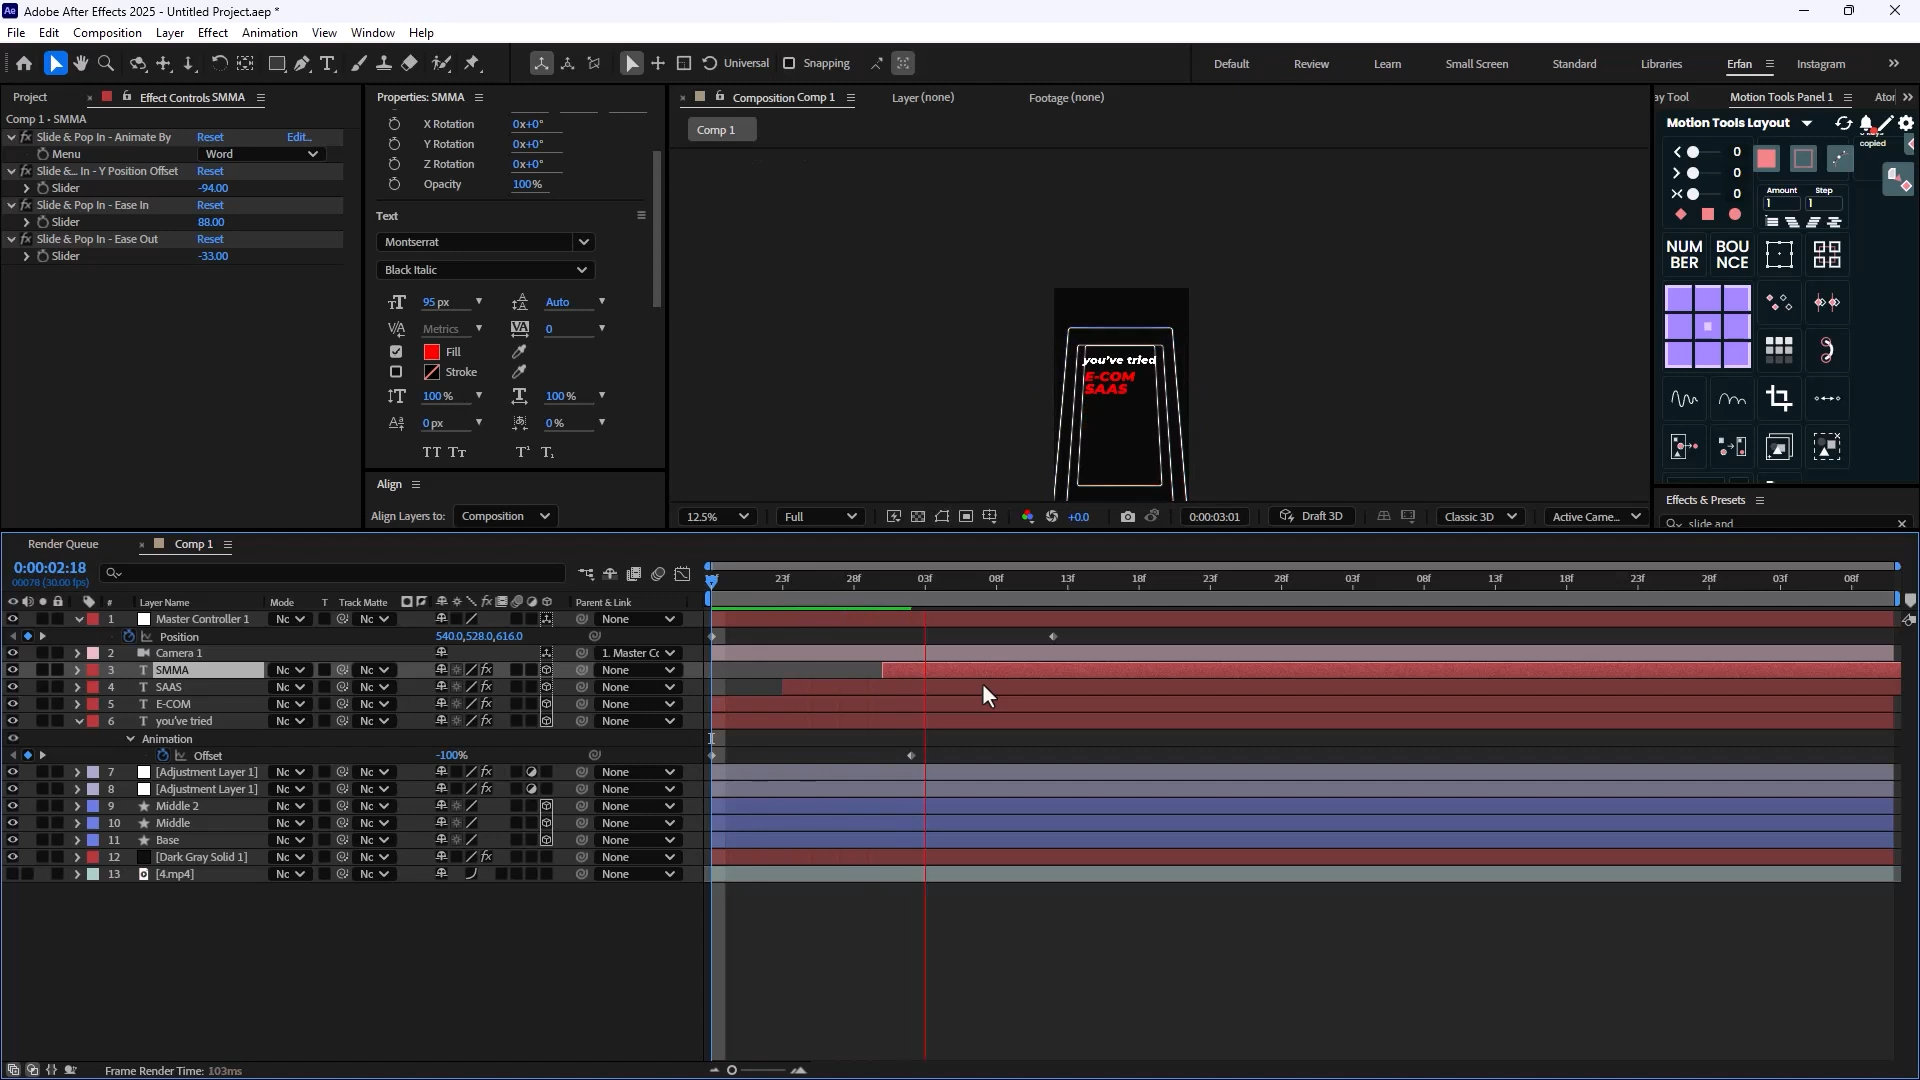 Ae Adobe After Effects 2025 - Untitled Project.aep *
File Edit Composition Layer Effect Animation View Window Help
Universal Snapping Default Review Learn Small Screen Standard Libraries Erfan Instagram
Project Effect Controls SMMA
Comp 1 • SMMA
Slide & Pop In - Animate By Reset Edit...
Menu Word
Slide &... In - Y Position Offset Reset
Slider -94.00
Slide & Pop In - Ease In Reset
Slider 88.00
Slide & Pop In - Ease Out Reset
Slider -33.00
Properties: SMMA
X Rotation 0x+0°
Y Rotation 0x+0°
Z Rotation 0x+0°
Opacity 100%
Text
Montserrat
Black Italic
95 px Auto
Metrics 0
Fill
Stroke
100 % 100 %
0 px 0 %
Align
Align Layers to: Composition
Composition Comp 1 Layer (none) Footage (none)
Comp 1
you've tried
E-COM
SAAS
12.5% Full +0.0 0:00:03:01 Draft 3D Classic 3D Active Came...
ay Tool Motion Tools Panel 1 Ator
Motion Tools Layout
copied
0
0
0
Amount Step
1 1
NUM
BER
BOU
NCE
Effects & Presets
slide and
Render Queue Comp 1
0:00:02:18
00078 (30.00 fps)
23f 28f 03f 08f 13f 18f 23f 28f 03f 08f 13f 18f 23f 28f 03f 08f
# Layer Name Mode T Track Matte Parent & Link
1 Master Controller 1 Nc Nc None
Position 540.0,528.0,616.0
2 Camera 1 1. Master Cc
3 T SMMA Nc Nc None
4 T SAAS Nc Nc None
5 T E-COM Nc Nc None
6 T you've tried Nc Nc None
Animation
Offset -100%
7 [Adjustment Layer 1] Nc Nc None
8 [Adjustment Layer 1] Nc Nc None
9 Middle 2 Nc Nc None
10 Middle Nc Nc None
11 Base Nc Nc None
12 [Dark Gray Solid 1] Nc Nc None
13 [4.mp4] Nc Nc None
Frame Render Time: 103ms